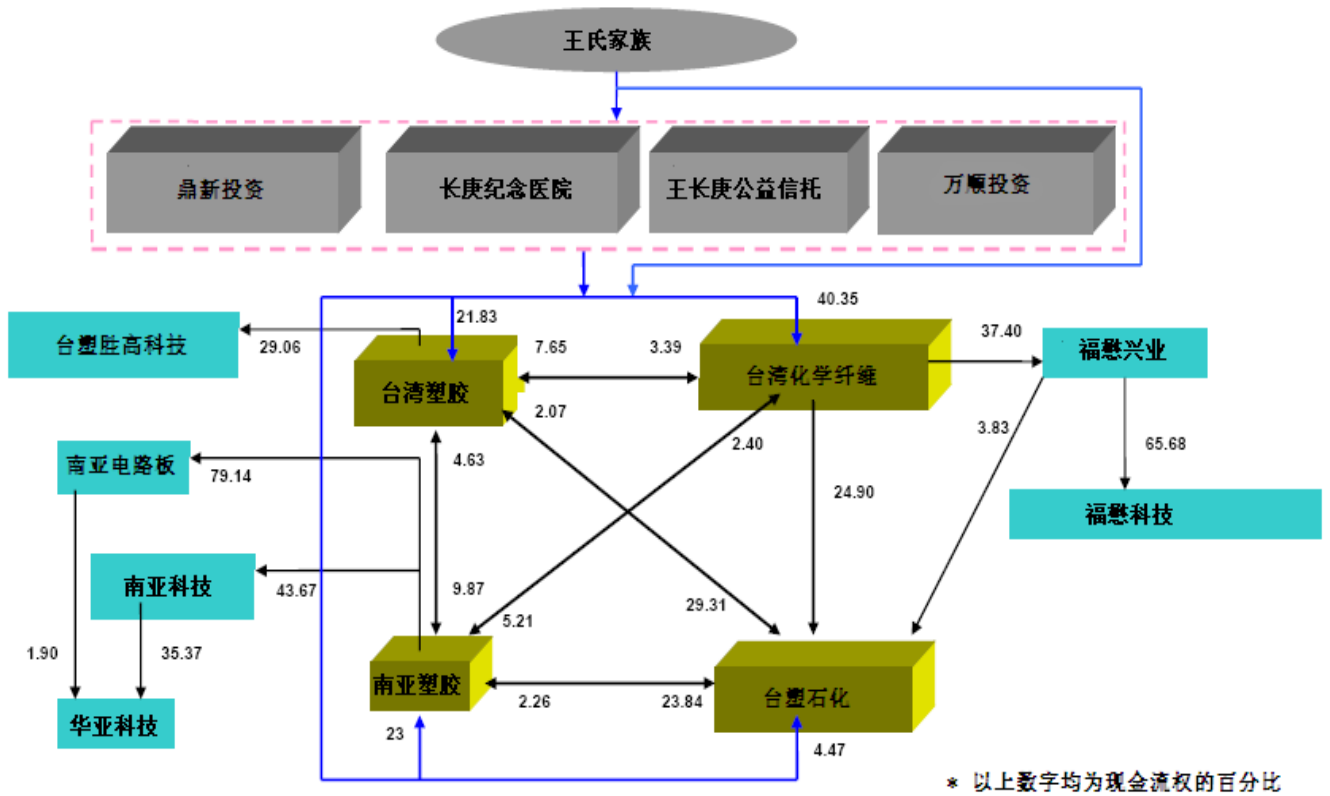 王氏家族
鼎新投资
长庚纪念医院
王长庚公益信托
万顺投资
40.35
21.83
台塑胜高科技
29.06
7.65
3.39
37.40
福懋兴业
台湾塑胶
台湾化学纤维
2.07
2.40
3.83
65.68
南亚电路板
79.14
4.63
24.90
福懋科技
南亚科技
43.67
9.87
5.21
29.31
1.90
35.37
南亚塑胶
2.26
23.84
台塑石化
华亚科技
23
4.47
* 以上数字均为现金流权的百分比